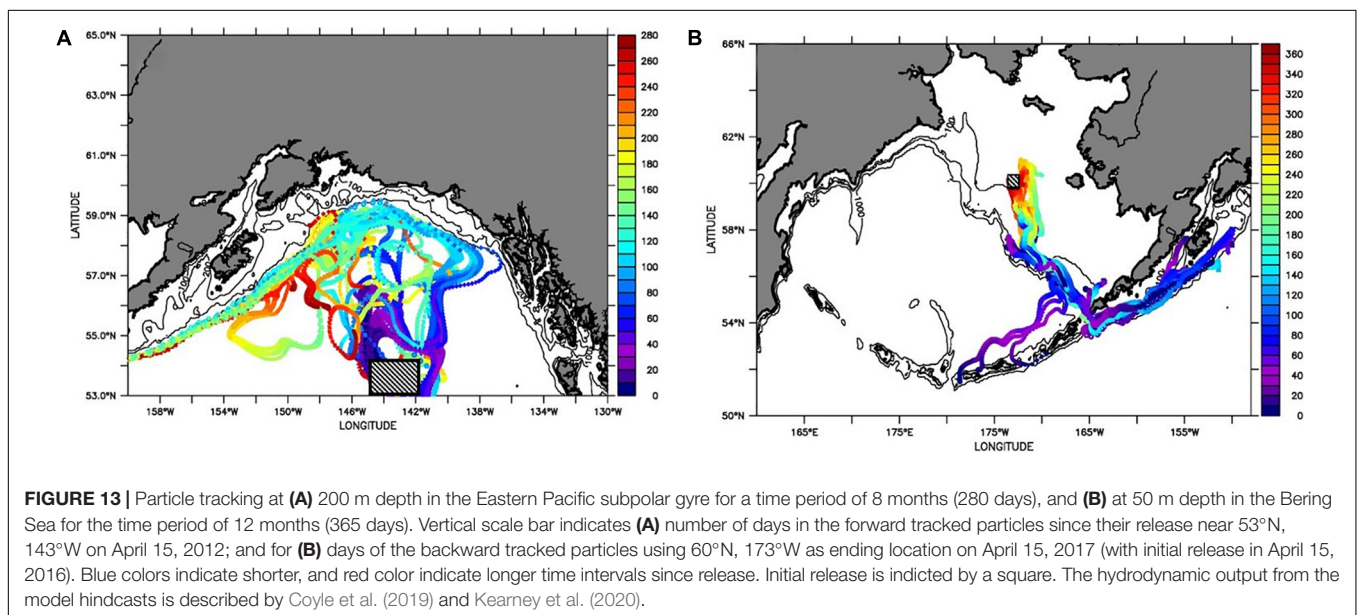 A
65.0°N
63.0°N
61.0°N
59.0°N
57.0°N
55.0°N
53.0°N
LATITUDE
158°W 154°W 150°W 146°W 142°W 138°W 134°W 130°W
LONGITUDE
280
260
240
220
200
180
160
140
120
100
80
60
40
20
0
B
66°N
62°N
58°N
54°N
50°N
LATITUDE
165°E 175°E 175°W 165°W 155°W
LONGITUDE
1000
360
340
320
300
280
260
240
220
200
180
160
140
120
100
80
60
40
20
0
FIGURE 13 | Particle tracking at (A) 200 m depth in the Eastern Pacific subpolar gyre for a time period of 8 months (280 days), and (B) at 50 m depth in the Bering
Sea for the time period of 12 months (365 days). Vertical scale bar indicates (A) number of days in the forward tracked particles since their release near 53°N,
143°W on April 15, 2012; and for (B) days of the backward tracked particles using 60°N, 173°W as ending location on April 15, 2017 (with initial release in April 15,
2016). Blue colors indicate shorter, and red color indicate longer time intervals since release. Initial release is indicted by a square. The hydrodynamic output from the
model hindcasts is described by Coyle et al. (2019) and Kearney et al. (2020).